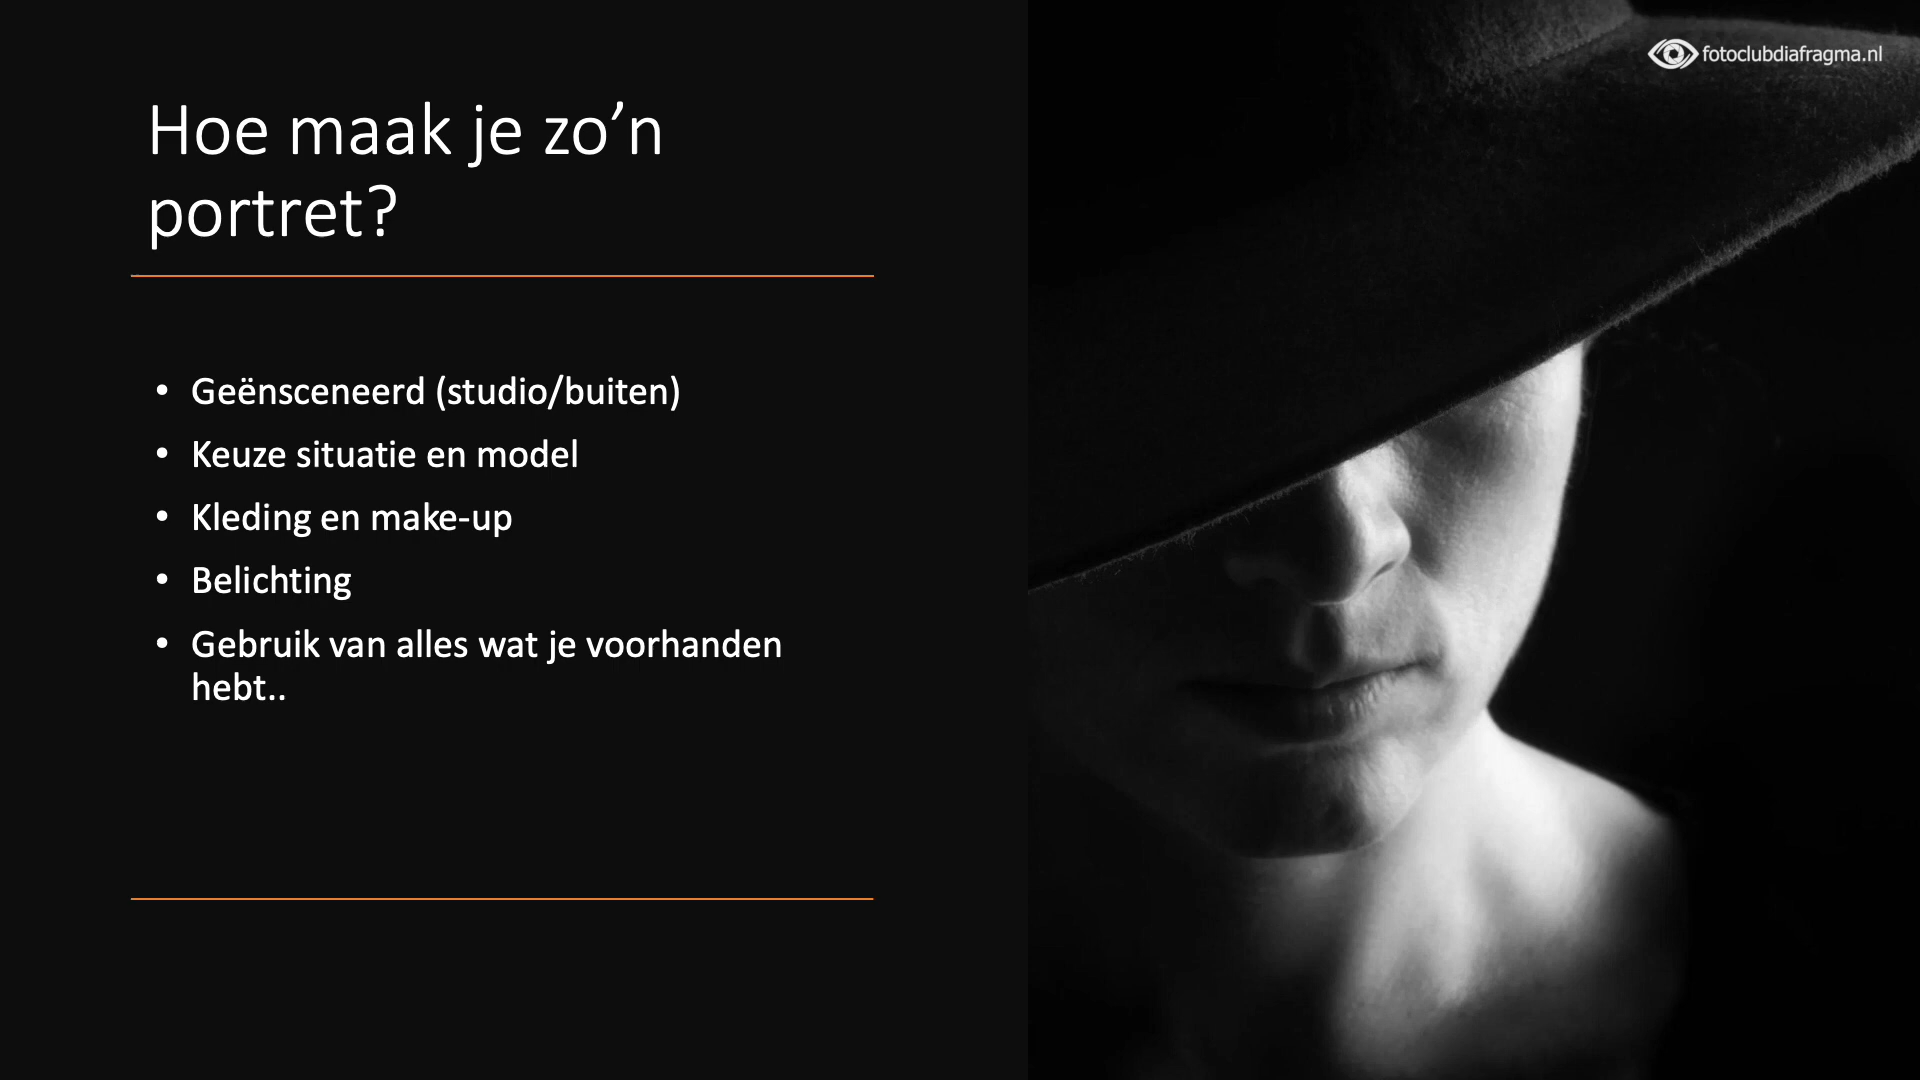 fotoclubdiafragma.nl
Hoe maak je zo’n
portret?
• Geënsceneerd (studio/buiten)
• Keuze situatie en model
• Kleding en make-up
• Belichting
• Gebruik van alles wat je voorhanden
hebt..